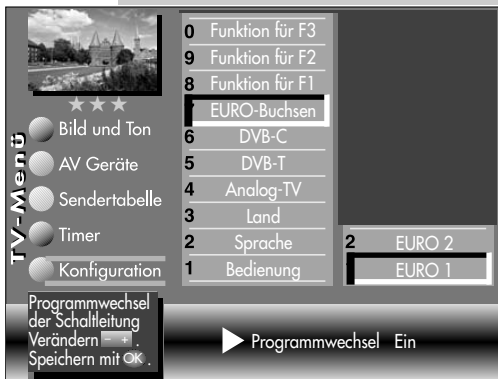 TV-Menü
Bild und Ton
AV Geräte
Sendertabelle
Timer
Konfiguration
0 Funktion für F3
9 Funktion für F2
8 Funktion für F1
7 EURO-Buchsen
6 DVB-C
5 DVB-T
4 Analog-TV
3 Land
2 Sprache
1 Bedienung
2 EURO 2
EURO 1
Programmwechsel
der Schaltleitung
Verändern - + .
Speichern mit OK .
Programmwechsel Ein